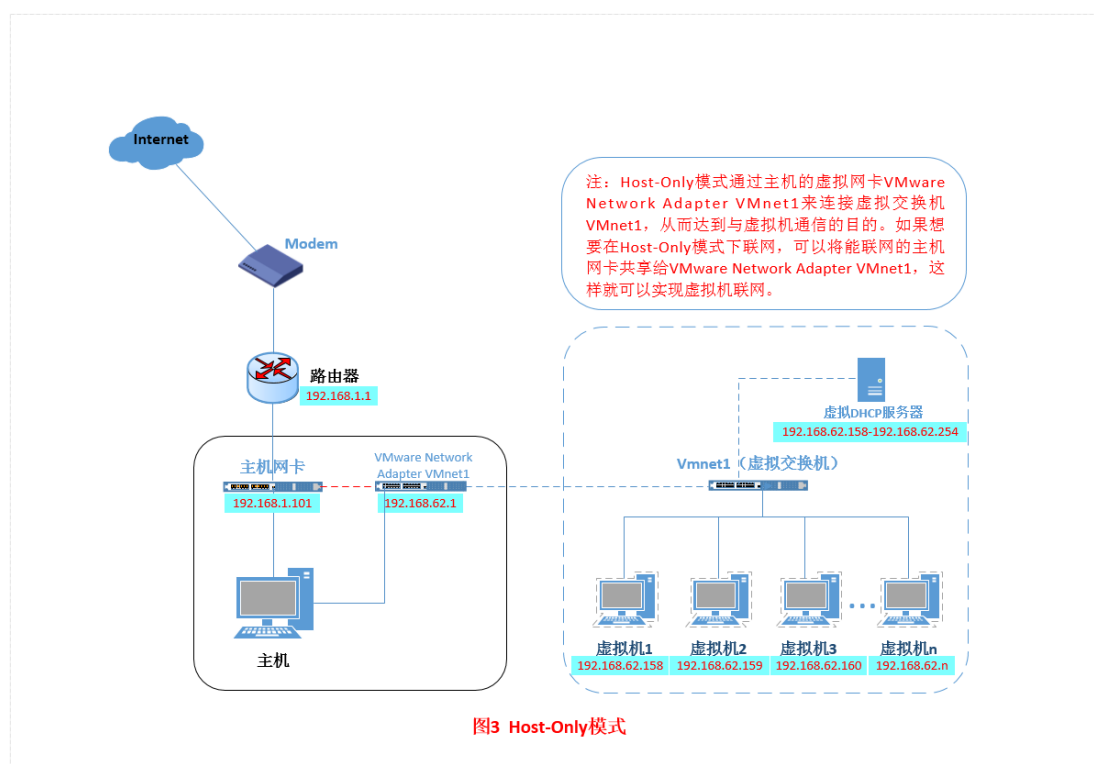 Internet
注：Host-Only模式通过主机的虚拟网卡VMware
Network Adapter VMnet1来连接虚拟交换机
VMnet1，从而达到与虚拟机通信的目的。如果想
要在Host-Only模式下联网，可以将能联网的主机
网卡共享给VMware Network Adapter VMnet1，这
样就可以实现虚拟机联网。
Modem
路由器
192.168.1.1
虚拟DHCP服务器
192.168.62.158-192.168.62.254
主机网卡
192.168.1.101
VMware Network
Adapter VMnet1
192.168.62.1
Vmnet1（虚拟交换机）
主机
虚拟机1
192.168.62.158
虚拟机2
192.168.62.159
虚拟机3
192.168.62.160
虚拟机n
192.168.62.n
图3 Host-Only模式